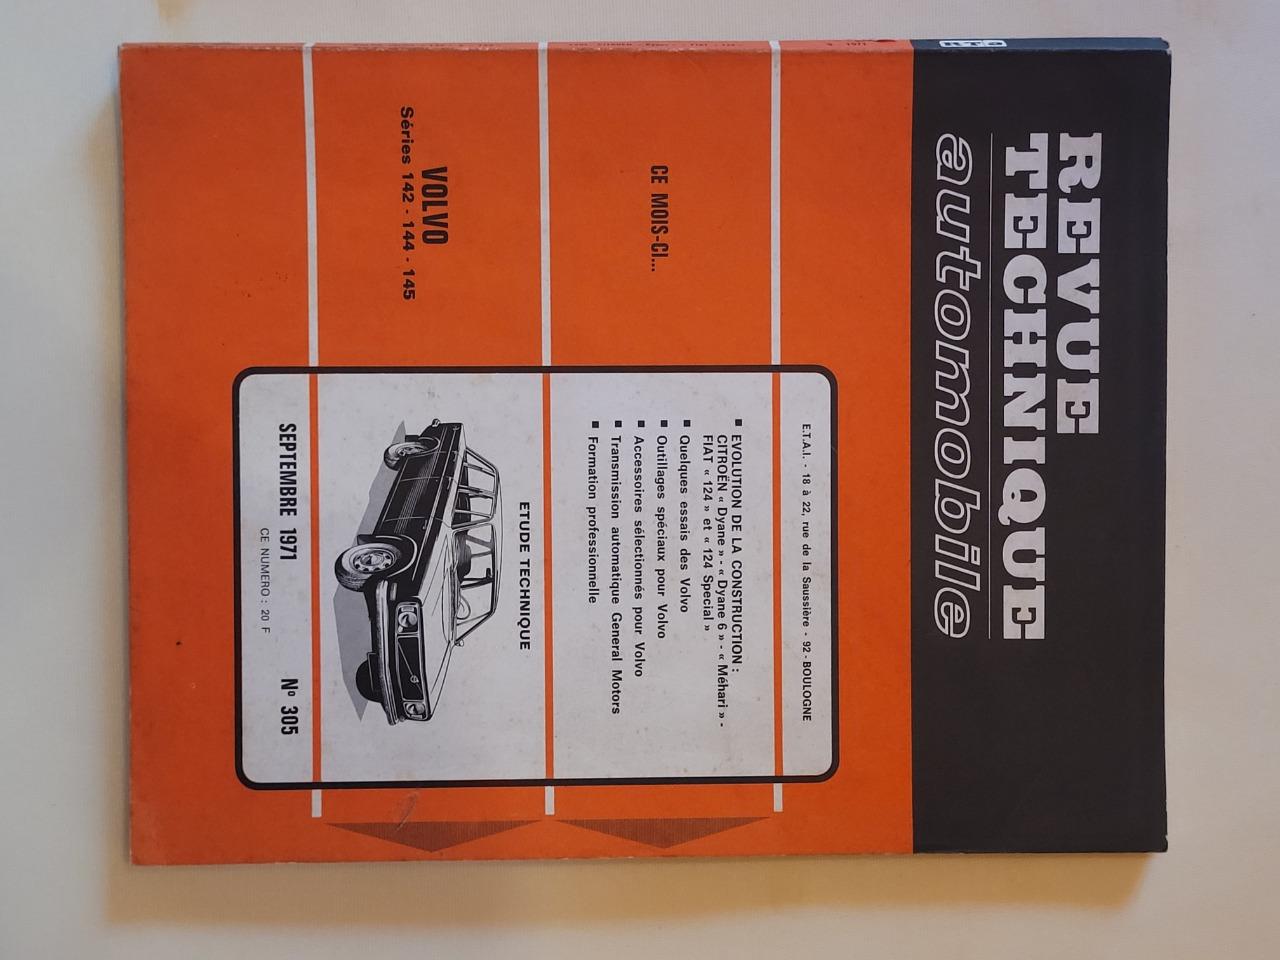 RTA
REVUE
TECHNIQUE
automobile
E.T.A.I. - 18 à 22, rue de la Saussière - 92 - BOULOGNE
CE MOIS-CI...
■ EVOLUTION DE LA CONSTRUCTION :
CITROËN « Dyane » - « Dyane 6 » - « Méhari » -
FIAT « 124 » et « 124 Special »
■ Quelques essais des Volvo
■ Outillages spéciaux pour Volvo
■ Accessoires sélectionnés pour Volvo
■ Transmission automatique General Motors
■ Formation professionnelle
VOLVO
Séries 142 - 144 - 145
ETUDE TECHNIQUE
SEPTEMBRE 1971
N° 305
CE NUMERO : 20 F